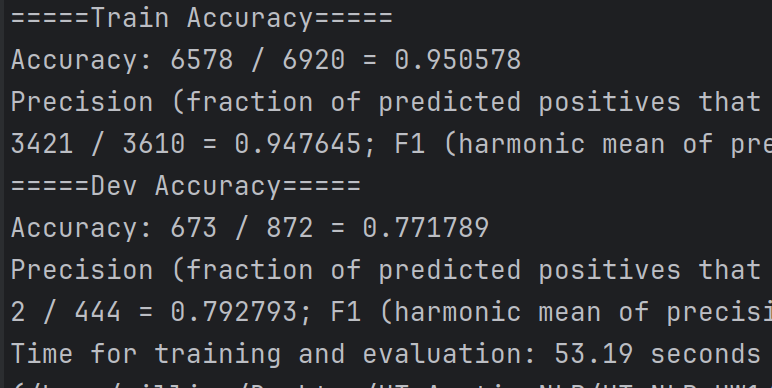 =====Train Accuracy=====
Accuracy: 6578 / 6920 = 0.950578
Precision (fraction of predicted positives that
3421 / 3610 = 0.947645; F1 (harmonic mean of pre
=====Dev Accuracy=====
Accuracy: 673 / 872 = 0.771789
Precision (fraction of predicted positives that
2 / 444 = 0.792793; F1 (harmonic mean of precisi
Time for training and evaluation: 53.19 seconds